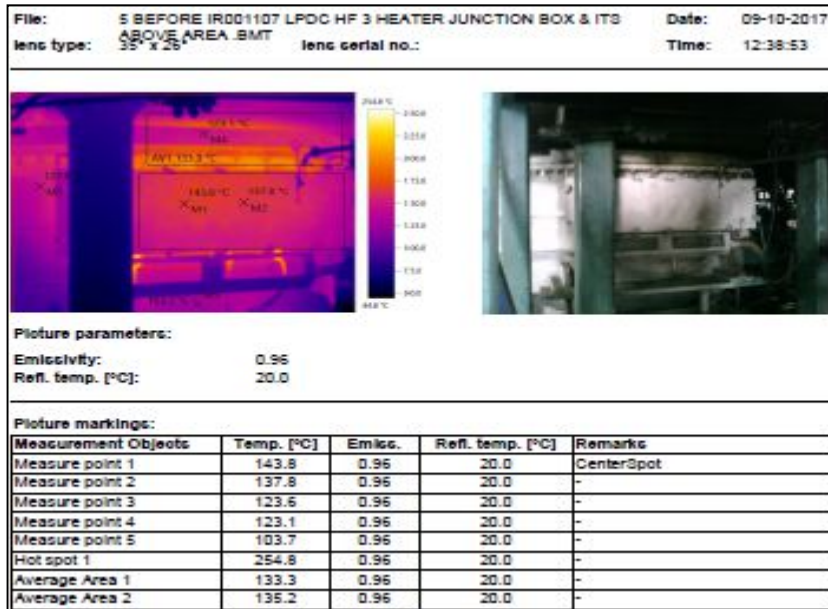 File: 5 BEFORE IR001107 LPDC HF 3 HEATER JUNCTION BOX & ITS Date: 09-10-2017
ABOVE AREA .BMT
lens type: 35° x 26° lens serial no.: Time: 12:38:53
254.8 °C
M1
M2
Picture parameters:
Emissivity: 0.96
Refl. temp. [°C]: 20.0
Picture markings:
Measurement Objects Temp. [°C] Emiss. Refl. temp. [°C] Remarks
Measure point 1 143.8 0.96 20.0 CenterSpot
Measure point 2 137.8 0.96 20.0 -
Measure point 3 123.6 0.96 20.0 -
Measure point 4 123.1 0.96 20.0 -
Measure point 5 103.7 0.96 20.0 -
Hot spot 1 254.8 0.96 20.0 -
Average Area 1 133.3 0.96 20.0 -
Average Area 2 135.2 0.96 20.0 -